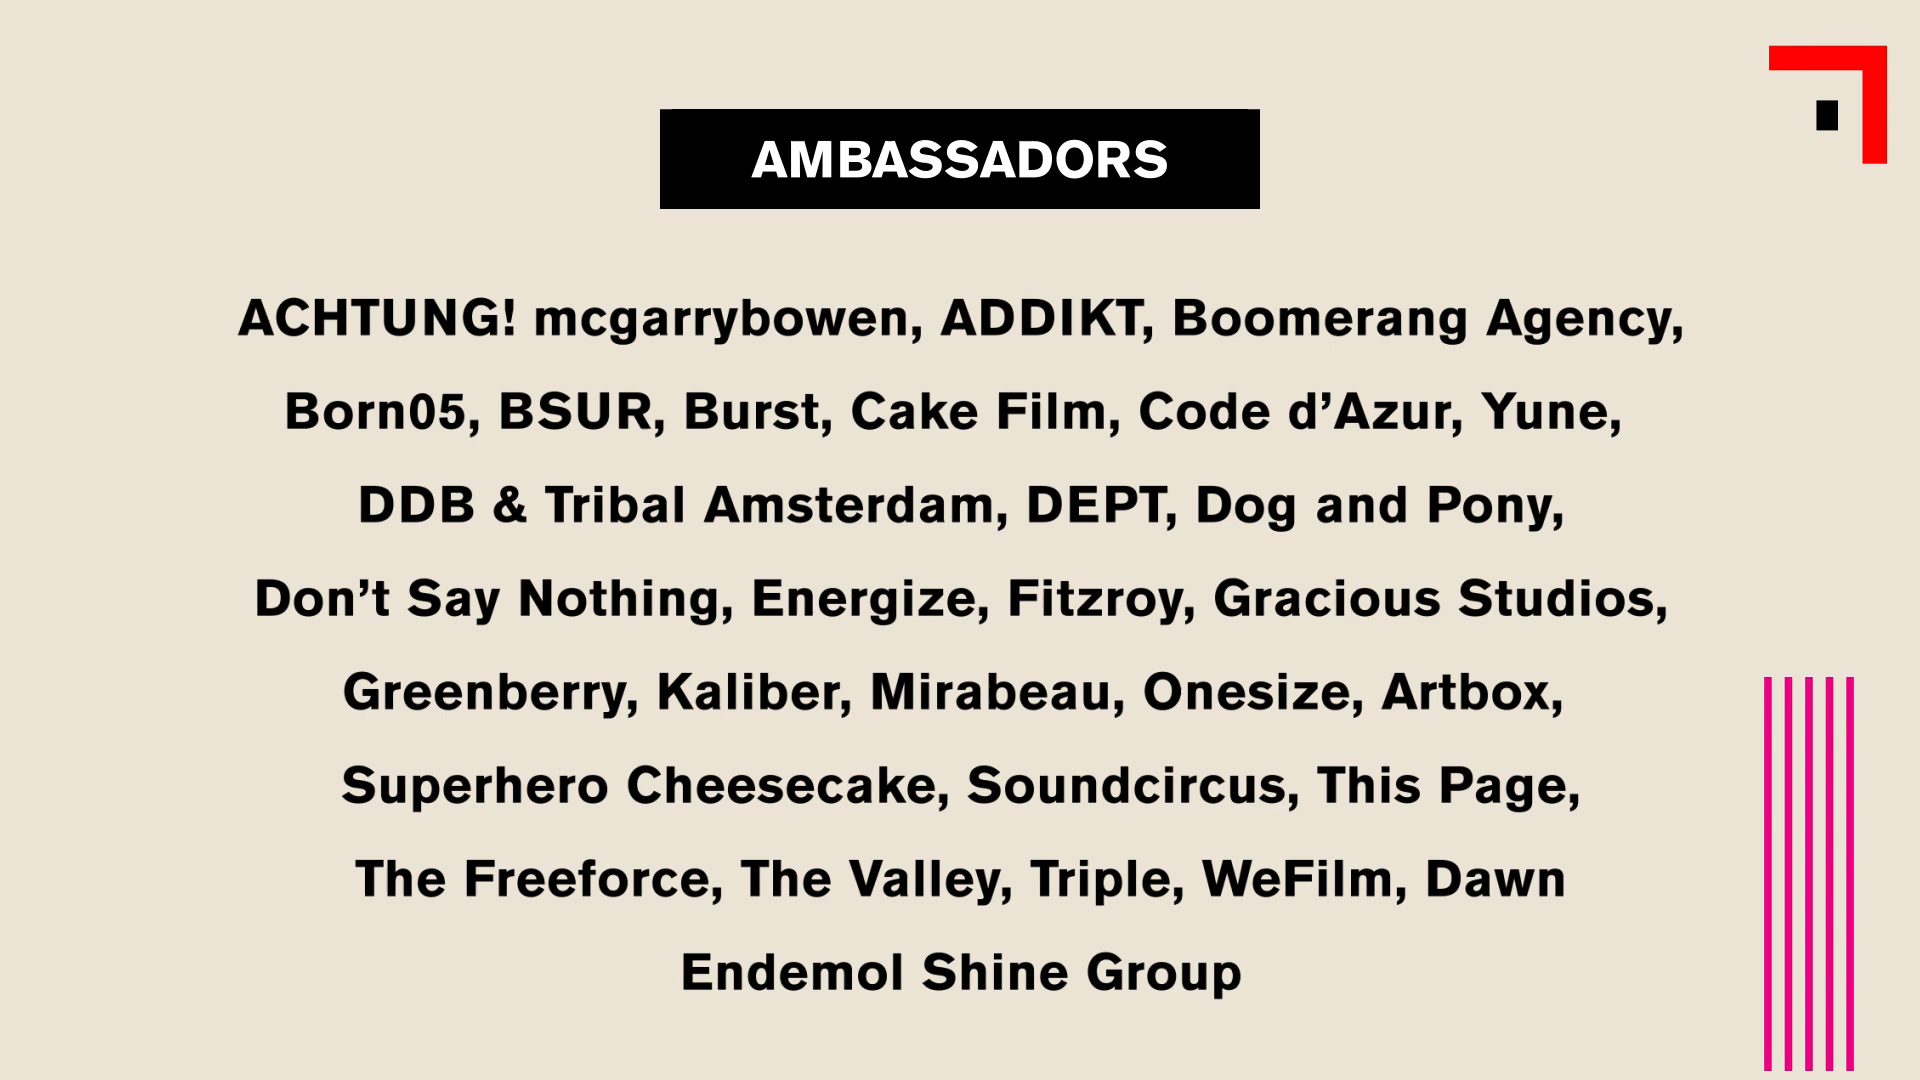 AMBASSADORS
ACHTUNG! mcgarrybowen, ADDIKT, Boomerang Agency,
Born05, BSUR, Burst, Cake Film, Code d’Azur, Yune,
DDB & Tribal Amsterdam, DEPT, Dog and Pony,
Don’t Say Nothing, Energize, Fitzroy, Gracious Studios,
Greenberry, Kaliber, Mirabeau, Onesize, Artbox,
Superhero Cheesecake, Soundcircus, This Page,
The Freeforce, The Valley, Triple, WeFilm, Dawn
Endemol Shine Group